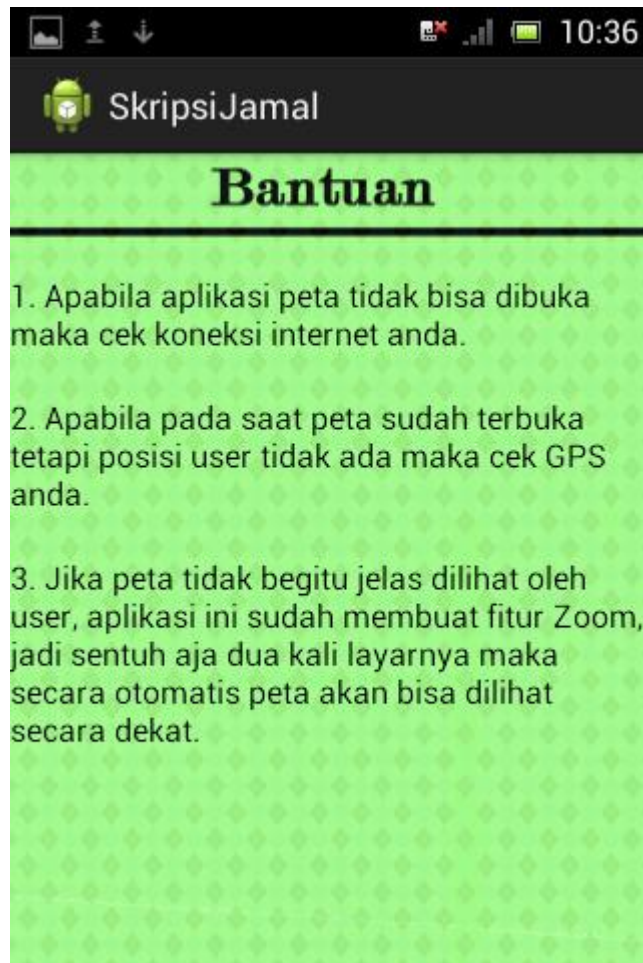 10:36
SkripsiJamal
Bantuan
1. Apabila aplikasi peta tidak bisa dibuka
maka cek koneksi internet anda.
2. Apabila pada saat peta sudah terbuka
tetapi posisi user tidak ada maka cek GPS
anda.
3. Jika peta tidak begitu jelas dilihat oleh
user, aplikasi ini sudah membuat fitur Zoom,
jadi sentuh aja dua kali layarnya maka
secara otomatis peta akan bisa dilihat
secara dekat.